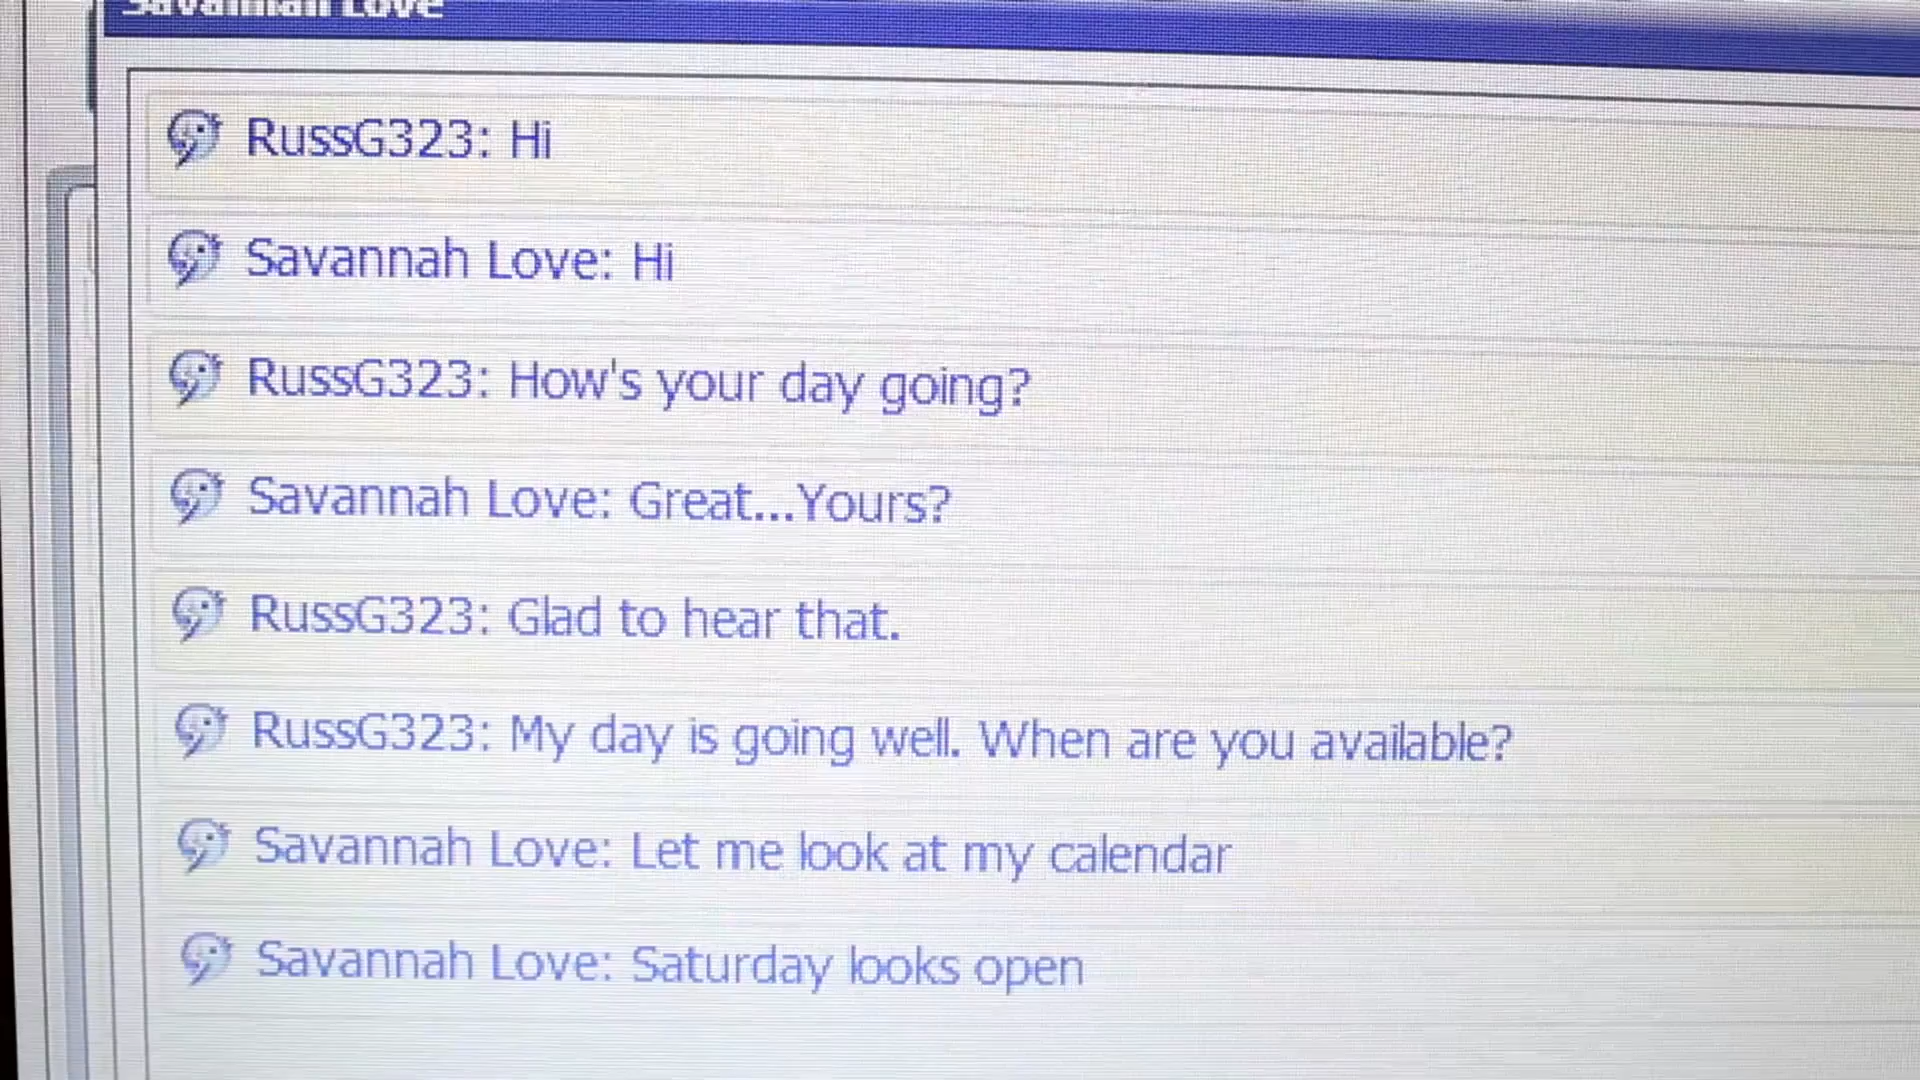 Savannah Love
RussG323: Hi
Savannah Love: Hi
RussG323: How's your day going?
Savannah Love: Great...Yours?
RussG323: Glad to hear that.
RussG323: My day is going well. When are you available?
Savannah Love: Let me look at my calendar
Savannah Love: Saturday looks open